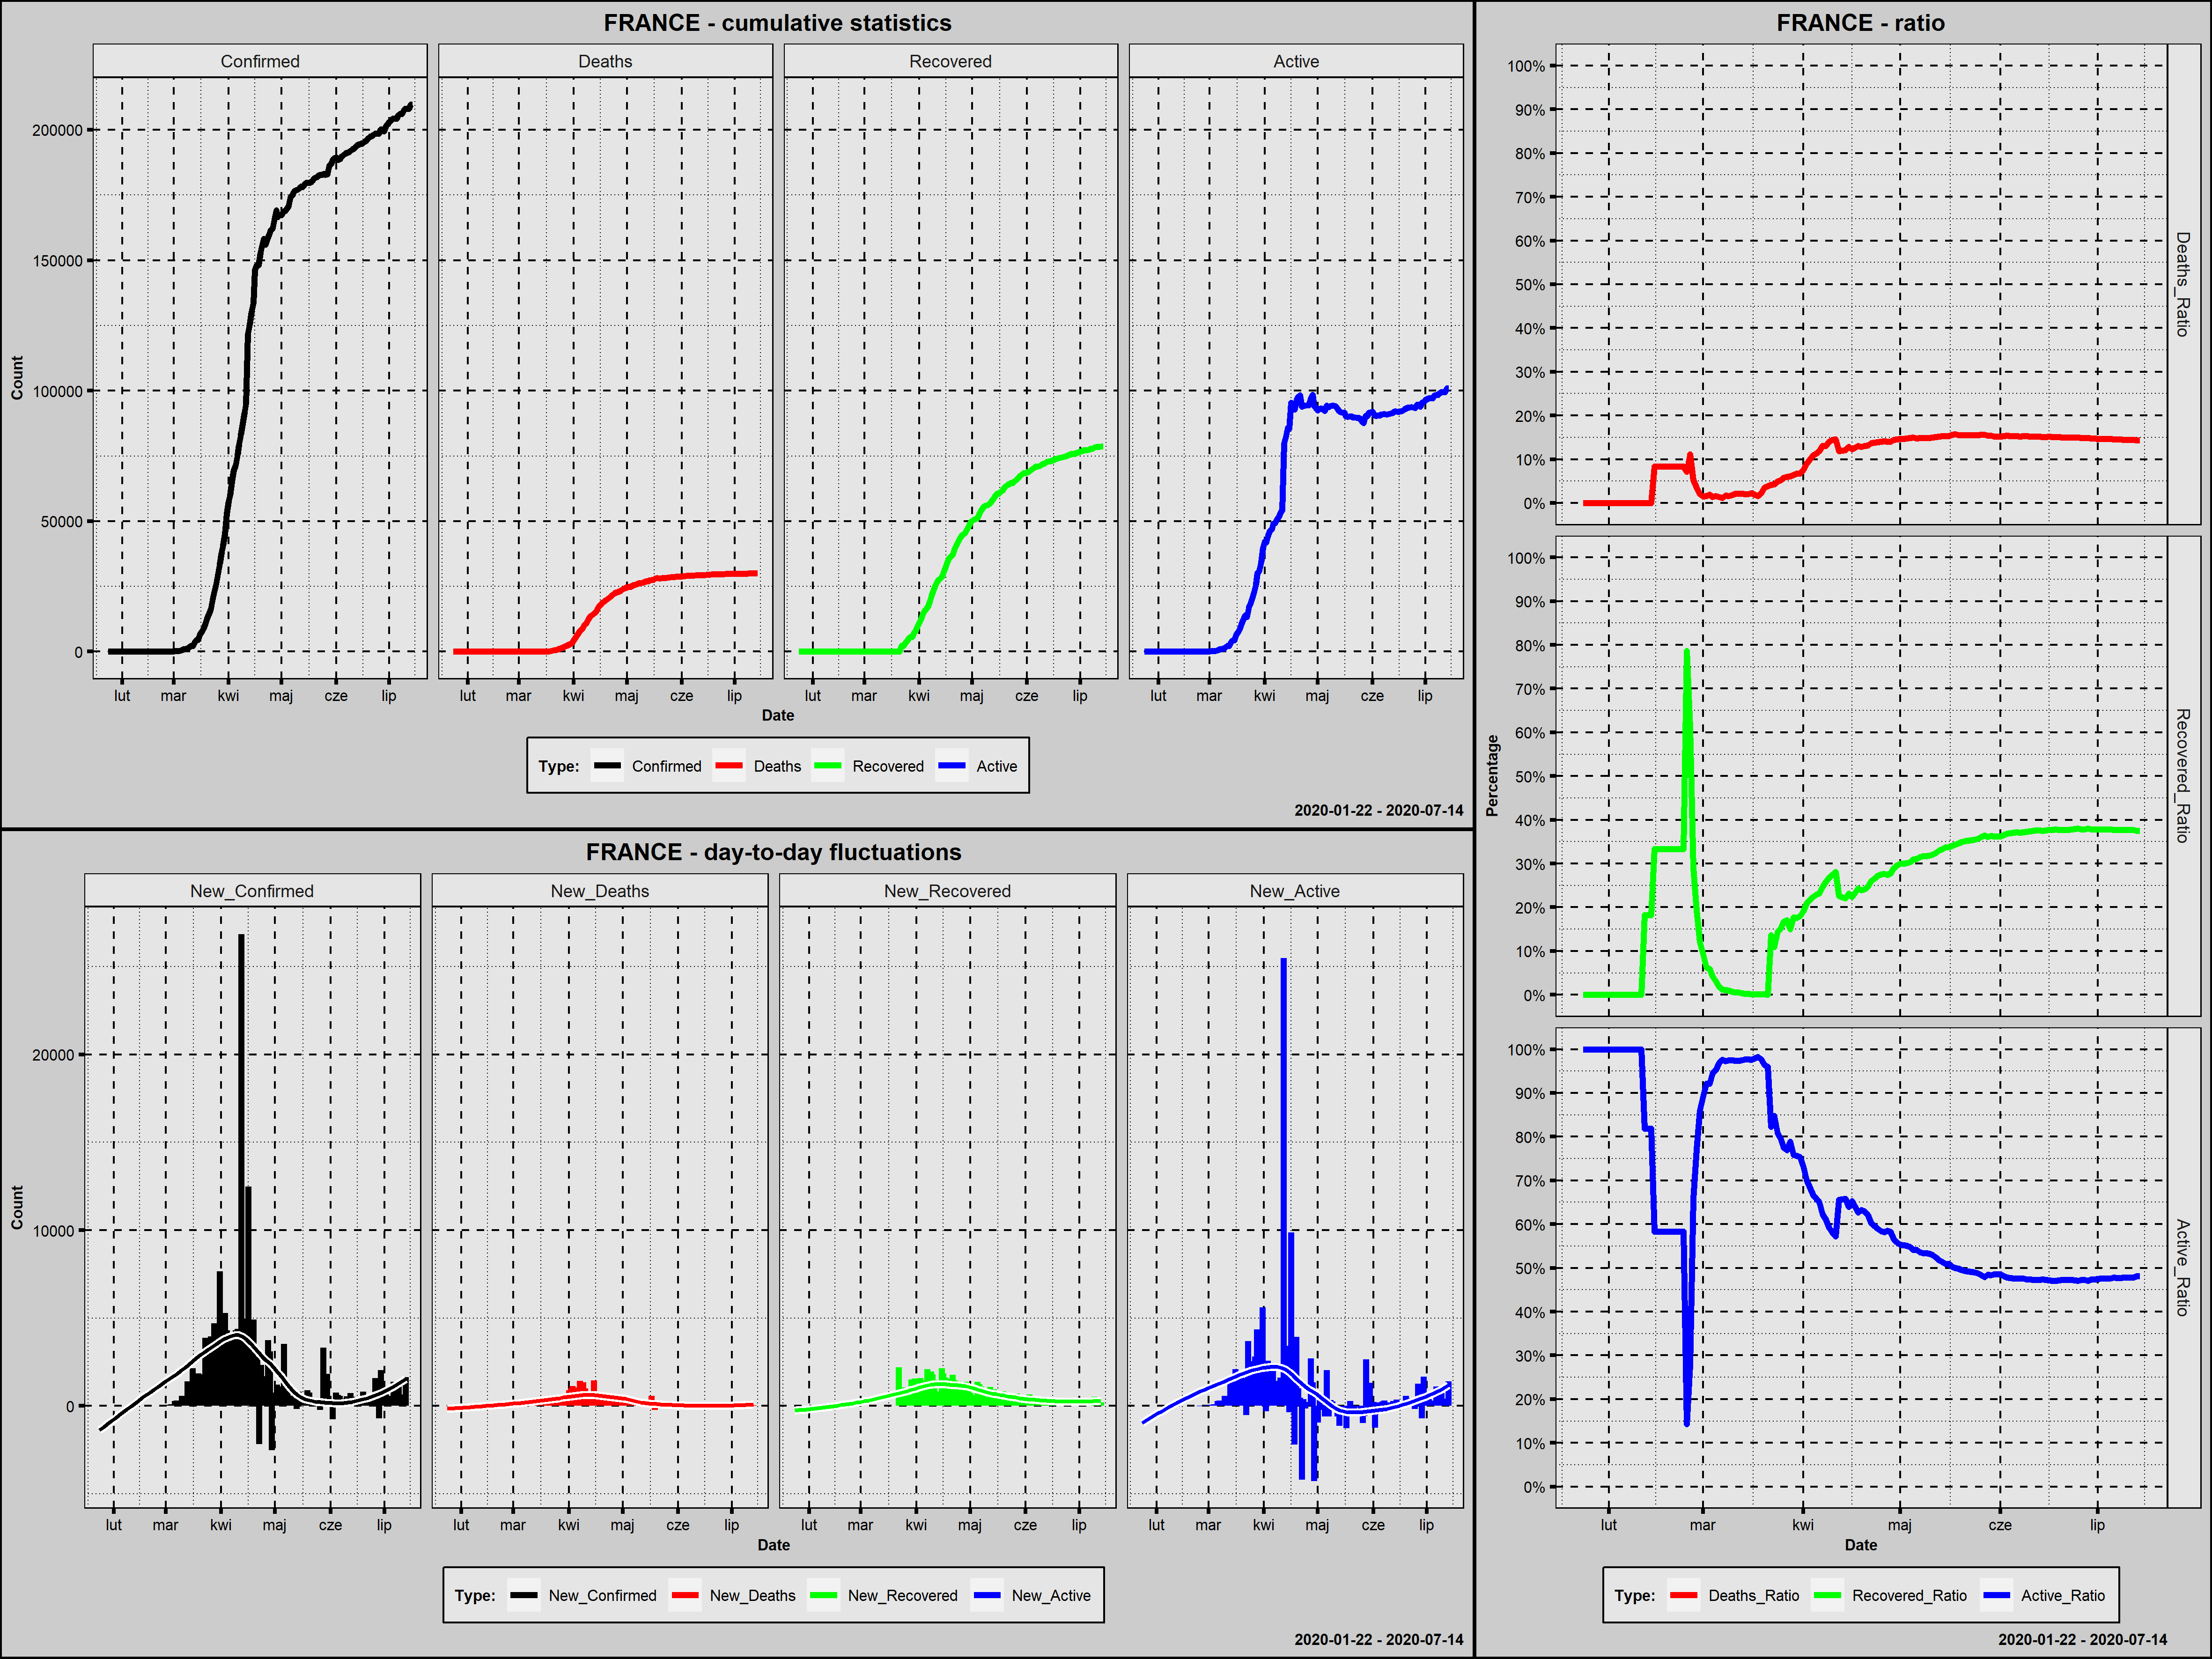 FRANCE - cumulative statistics
Confirmed Deaths Recovered Active
Count
200000
150000
100000
50000
0
lut mar kwi maj cze lip lut mar kwi maj cze lip lut mar kwi maj cze lip lut mar kwi maj cze lip
Date
Type: Confirmed Deaths Recovered Active
2020-01-22 - 2020-07-14
FRANCE - day-to-day fluctuations
New_Confirmed New_Deaths New_Recovered New_Active
Count
20000
10000
0
lut mar kwi maj cze lip lut mar kwi maj cze lip lut mar kwi maj cze lip lut mar kwi maj cze lip
Date
Type: New_Confirmed New_Deaths New_Recovered New_Active
2020-01-22 - 2020-07-14
FRANCE - ratio
Percentage
100%
90%
80%
70%
60%
50%
40%
30%
20%
10%
0%
Deaths_Ratio
100%
90%
80%
70%
60%
50%
40%
30%
20%
10%
0%
Recovered_Ratio
100%
90%
80%
70%
60%
50%
40%
30%
20%
10%
0%
Active_Ratio
lut mar kwi maj cze lip
Date
Type: Deaths_Ratio Recovered_Ratio Active_Ratio
2020-01-22 - 2020-07-14